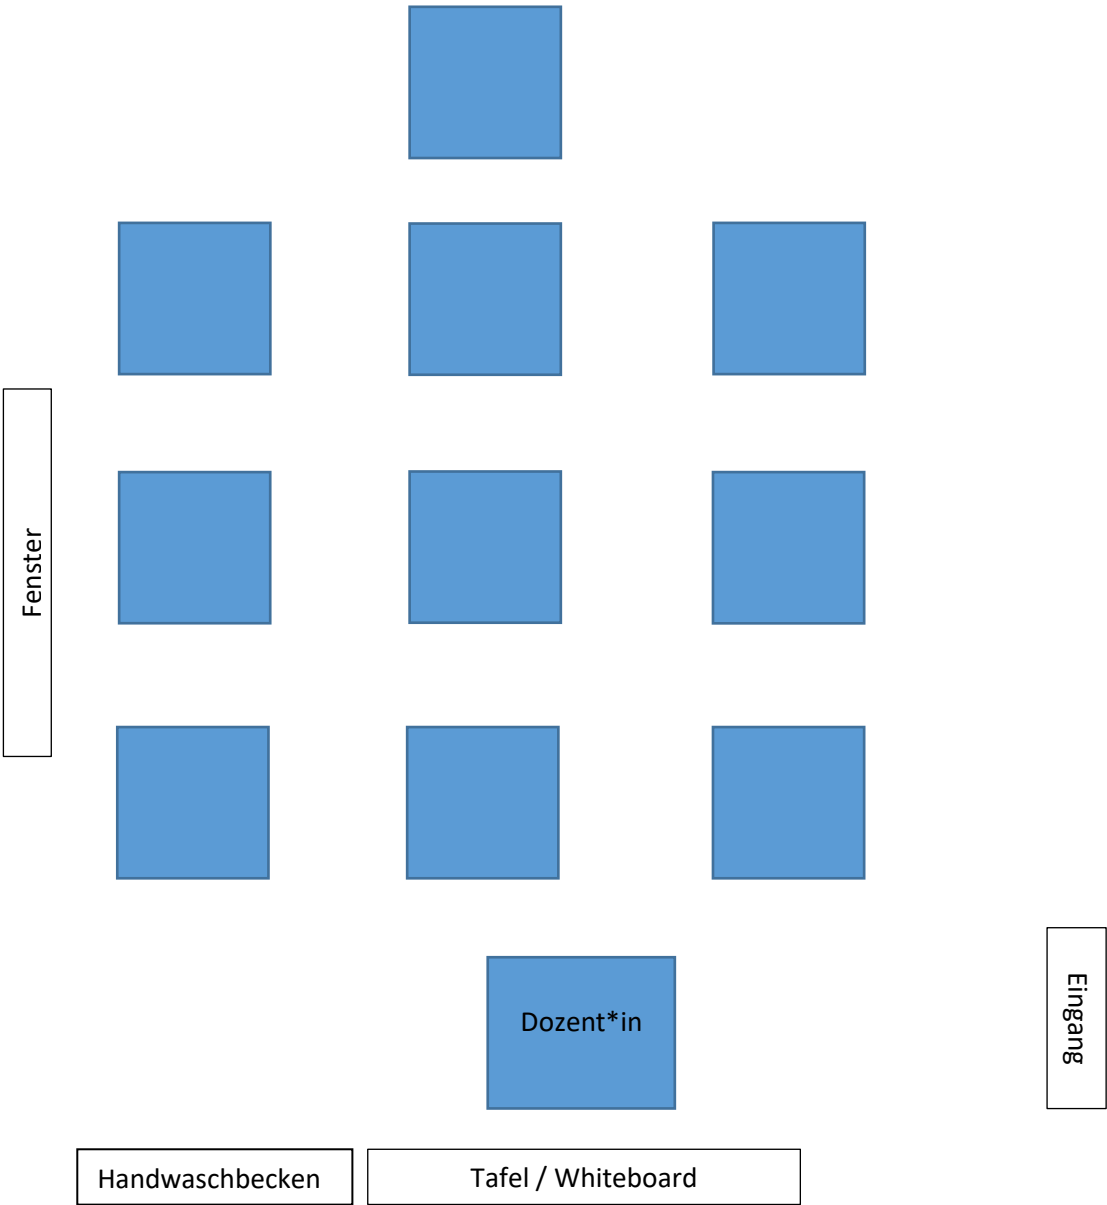 Fenster
Dozent*in
Eingang
Handwaschbecken
Tafel / Whiteboard